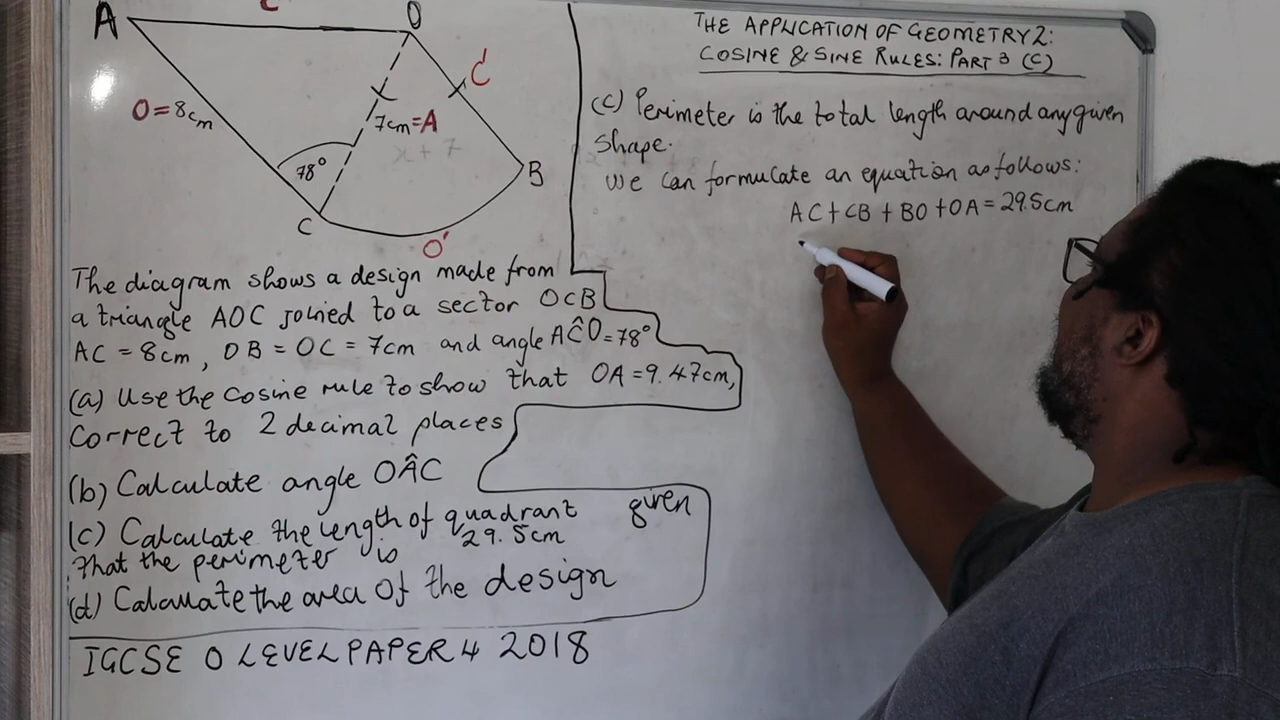 A
C
O
C'
O=8cm
7cm=A
x+7
78°
B
C
O'
The diagram shows a design made from
a triangle AOC joined to a sector OCB
AC = 8cm, OB = OC = 7cm and angle AĈO=78°
(a) Use the cosine rule to show that OA=9.47cm,
correct to 2 decimal places
(b) Calculate angle OÂC
(c) Calculate the length of quadrant given
that the perimeter is 29.5cm
(d) Calculate the area of the design
IGCSE O LEVEL PAPER 4 2018
THE APPLICATION OF GEOMETRY 2:
COSINE & SINE RULES: PART 3 (C)
(c) Perimeter is the total length around any given
shape.
We can formulate an equation as follows:
AC+CB+BO+OA=29.5cm